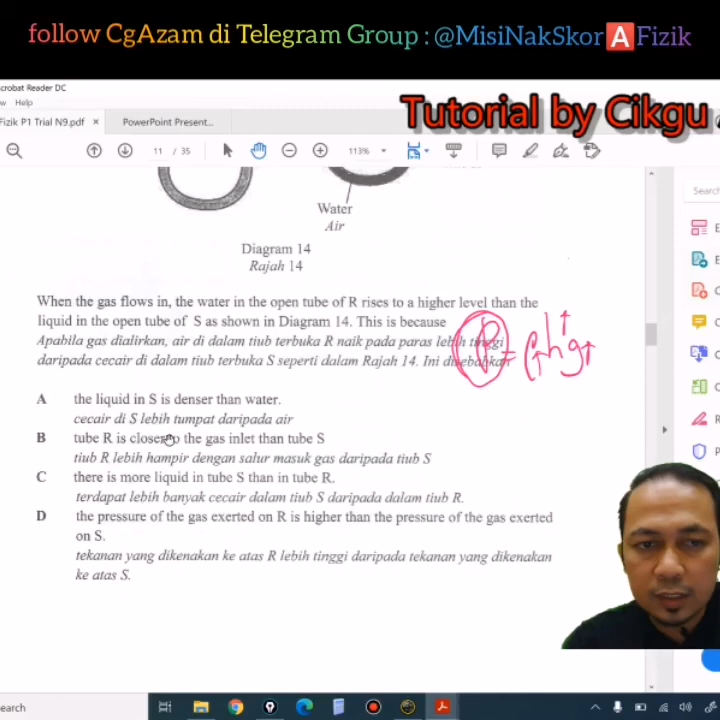 follow CgAzam di Telegram Group : @MisiNakSkor🅰Fizik
crobat Reader DC
w Help
Fizik P1 Trial N9.pdf × PowerPoint Present...
Tutorial by Cikgu
11 / 35 113%
Search
Water
Air
Diagram 14
Rajah 14
When the gas flows in, the water in the open tube of R rises to a higher level than the
liquid in the open tube of S as shown in Diagram 14. This is because
Apabila gas dialirkan, air di dalam tiub terbuka R naik pada paras lebih tinggi
daripada cecair di dalam tiub terbuka S seperti dalam Rajah 14. Ini disebabkan
P = ρhg
A the liquid in S is denser than water.
cecair di S lebih tumpat daripada air
B tube R is closer to the gas inlet than tube S
tiub R lebih hampir dengan salur masuk gas daripada tiub S
C there is more liquid in tube S than in tube R.
terdapat lebih banyak cecair dalam tiub S daripada dalam tiub R.
D the pressure of the gas exerted on R is higher than the pressure of the gas exerted
on S.
tekanan yang dikenakan ke atas R lebih tinggi daripada tekanan yang dikenakan
ke atas S.
earch